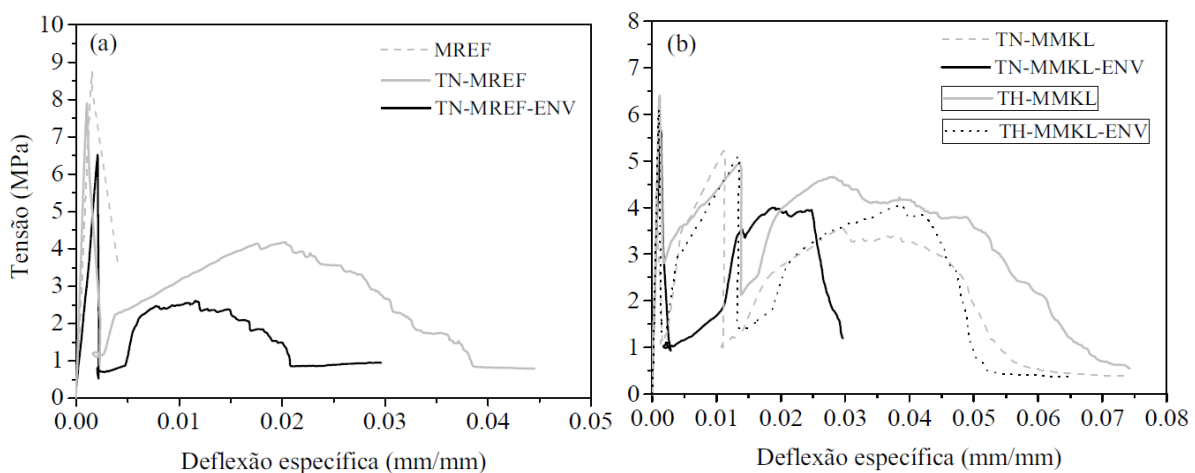 (a)
MREF
TN-MREF
TN-MREF-ENV
10
9
8
7
6
5
4
3
2
1
0
Tensão (MPa)
0.00
0.01
0.02
0.03
0.04
0.05
Deflexão específica (mm/mm)
(b)
TN-MMKL
TN-MMKL-ENV
TH-MMKL
TH-MMKL-ENV
8
7
6
5
4
3
2
1
0
0.00
0.01
0.02
0.03
0.04
0.05
0.06
0.07
0.08
Deflexão específica (mm/mm)